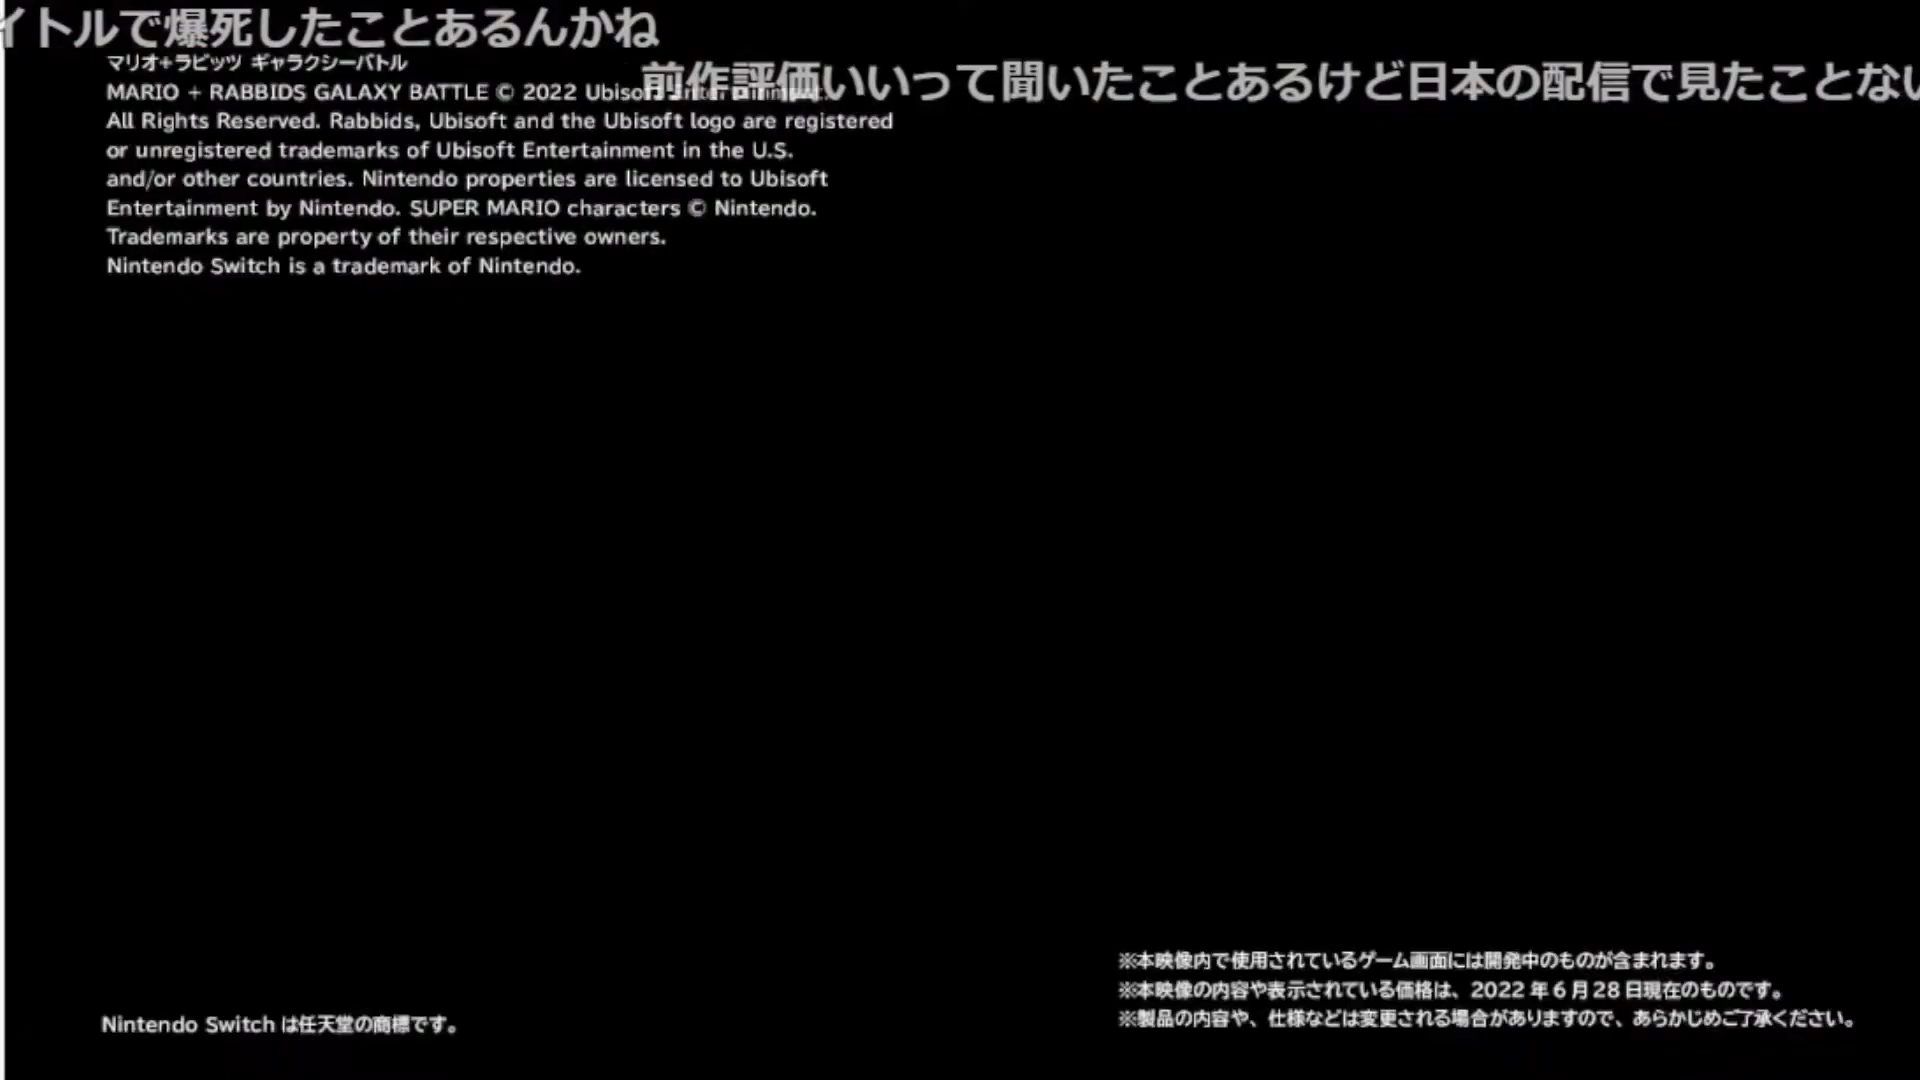 イトルで爆死したことあるんかね
マリオ+ラビッツ ギャラクシーバトル
前作評価いいって聞いたことあるけど日本の配信で見たことない
MARIO + RABBIDS GALAXY BATTLE © 2022 Ubisoft Entertainment.
All Rights Reserved. Rabbids, Ubisoft and the Ubisoft logo are registered
or unregistered trademarks of Ubisoft Entertainment in the U.S.
and/or other countries. Nintendo properties are licensed to Ubisoft
Entertainment by Nintendo. SUPER MARIO characters © Nintendo.
Trademarks are property of their respective owners.
Nintendo Switch is a trademark of Nintendo.
※本映像内で使用されているゲーム画面には開発中のものが含まれます。
※本映像の内容や表示されている価格は、2022 年 6 月 28 日現在のものです。
※製品の内容や、仕様などは変更される場合がありますので、あらかじめご了承ください。
Nintendo Switch は任天堂の商標です。